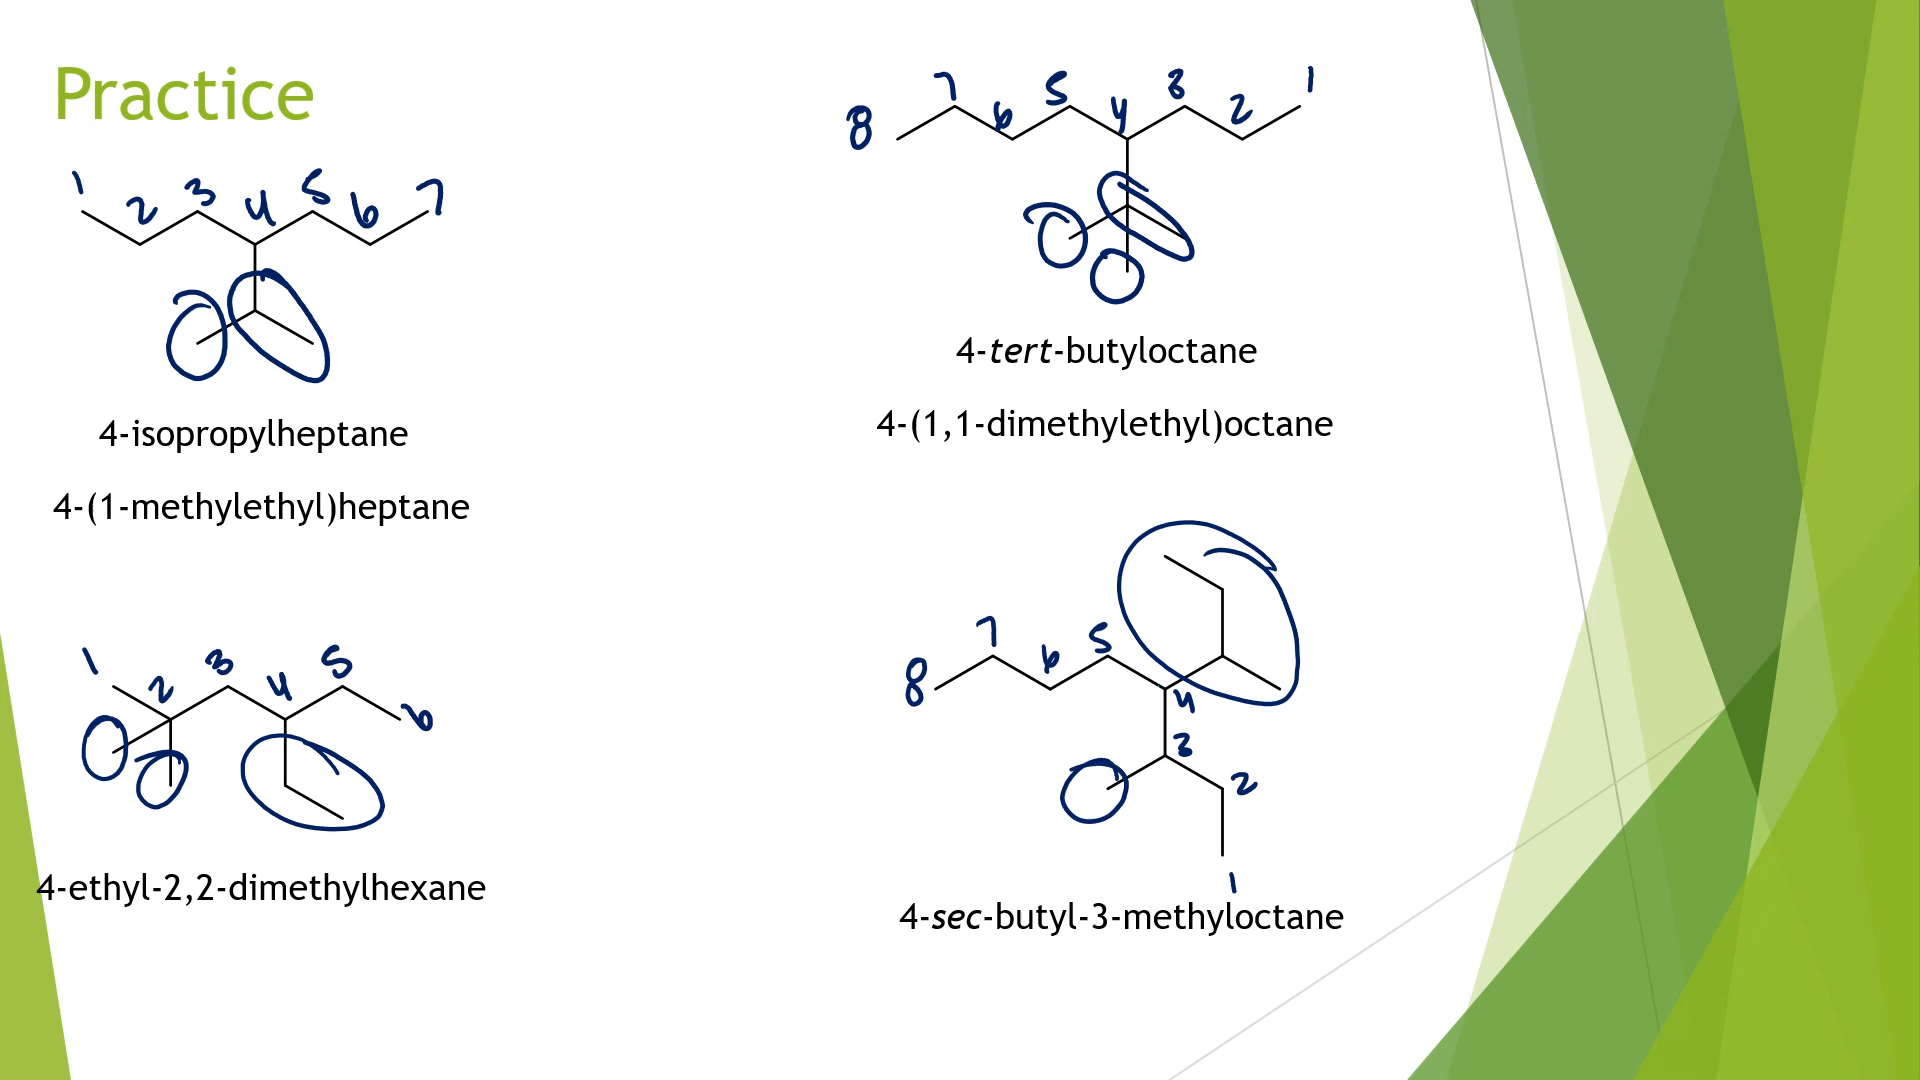 Practice
1 2 3 4 5 6 7
4-isopropylheptane
4-(1-methylethyl)heptane
8 7 6 5 4 3 2 1
4-tert-butyloctane
4-(1,1-dimethylethyl)octane
1 2 3 4 5 6
4-ethyl-2,2-dimethylhexane
8 7 6 5 4
3
2
1
4-sec-butyl-3-methyloctane